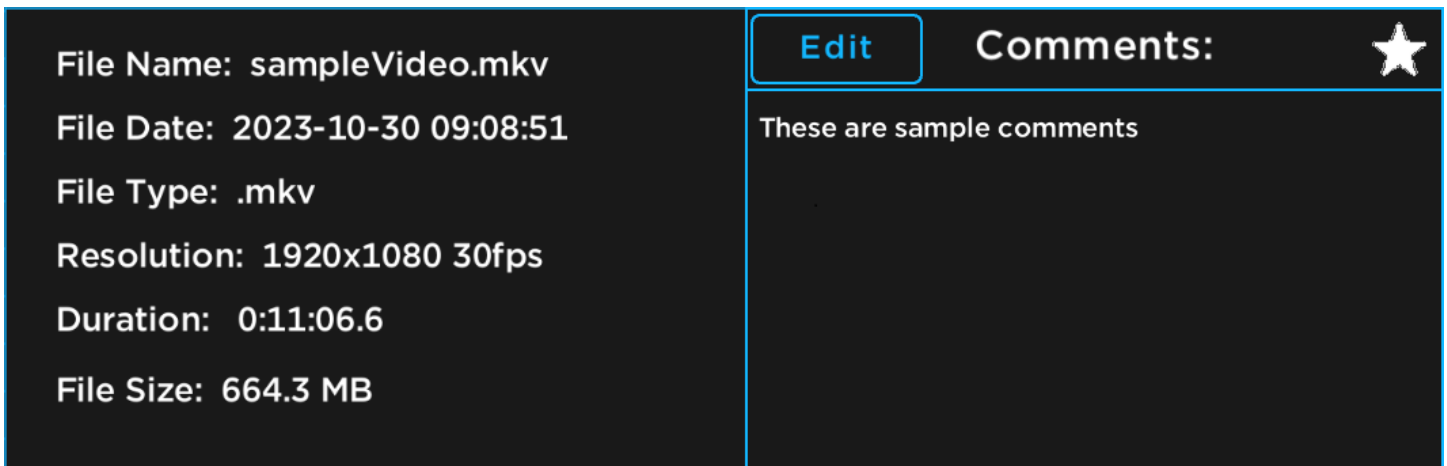 File Name: sampleVideo.mkv
File Date: 2023-10-30 09:08:51
File Type: .mkv
Resolution: 1920x1080 30fps
Duration: 0:11:06.6
File Size: 664.3 MB
Edit
Comments:
These are sample comments